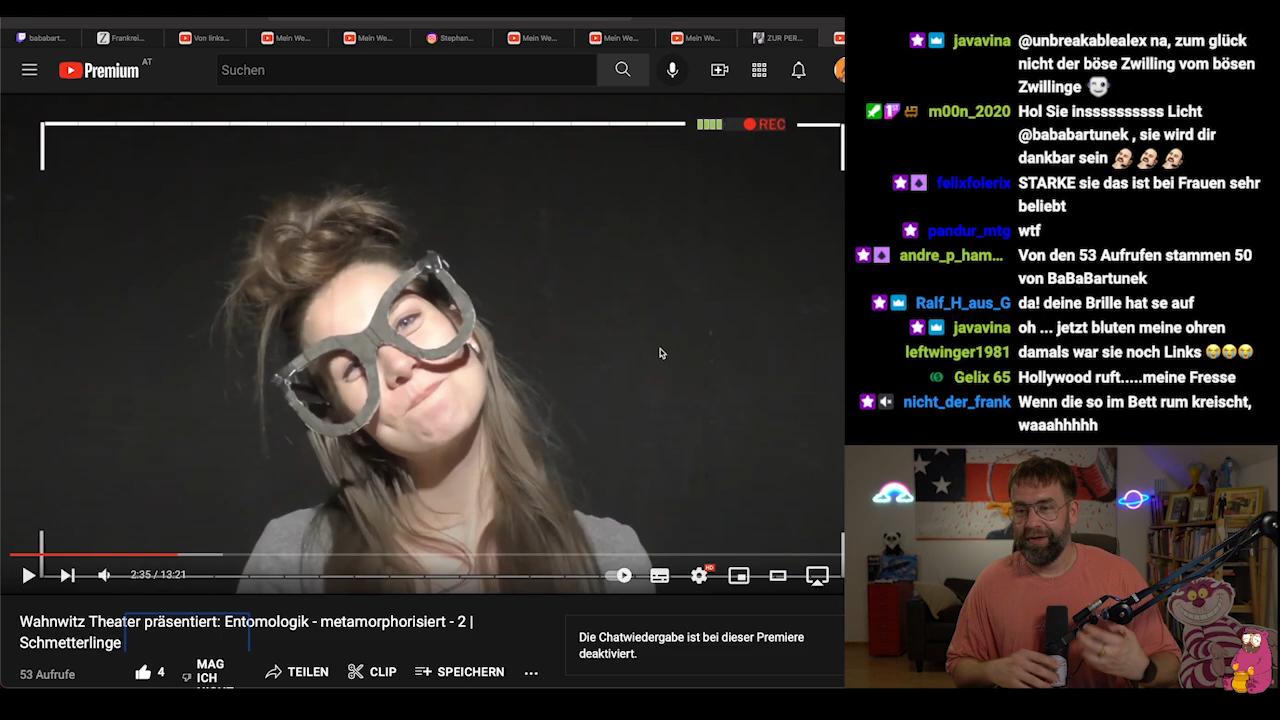 bababart...
Frankrei...
Von links...
Mein We...
Mein We...
Stephan...
Mein We...
Mein We...
Mein We...
ZUR PER...
Premium AT
Suchen
REC
2:35 / 13:21
HD
Wahnwitz Theater präsentiert: Entomologik - metamorphorisiert - 2 |
Schmetterlinge
53 Aufrufe
4
MAG
ICH
NICHT
TEILEN
CLIP
SPEICHERN
Die Chatwiedergabe ist bei dieser Premiere
deaktiviert.
javavina @unbreakablealex na, zum glück
nicht der böse Zwilling vom bösen
Zwillinge
m00n_2020 Hol Sie insssssssss Licht
@bababartunek , sie wird dir
dankbar sein
felixfolerix STARKE sie das ist bei Frauen sehr
beliebt
pandur_mtg wtf
andre_p_ham... Von den 53 Aufrufen stammen 50
von BaBaBartunek
Ralf_H_aus_G da! deine Brille hat se auf
javavina oh ... jetzt bluten meine ohren
leftwinger1981 damals war sie noch Links
Gelix 65 Hollywood ruft.....meine Fresse
nicht_der_frank Wenn die so im Bett rum kreischt,
waaahhhhh